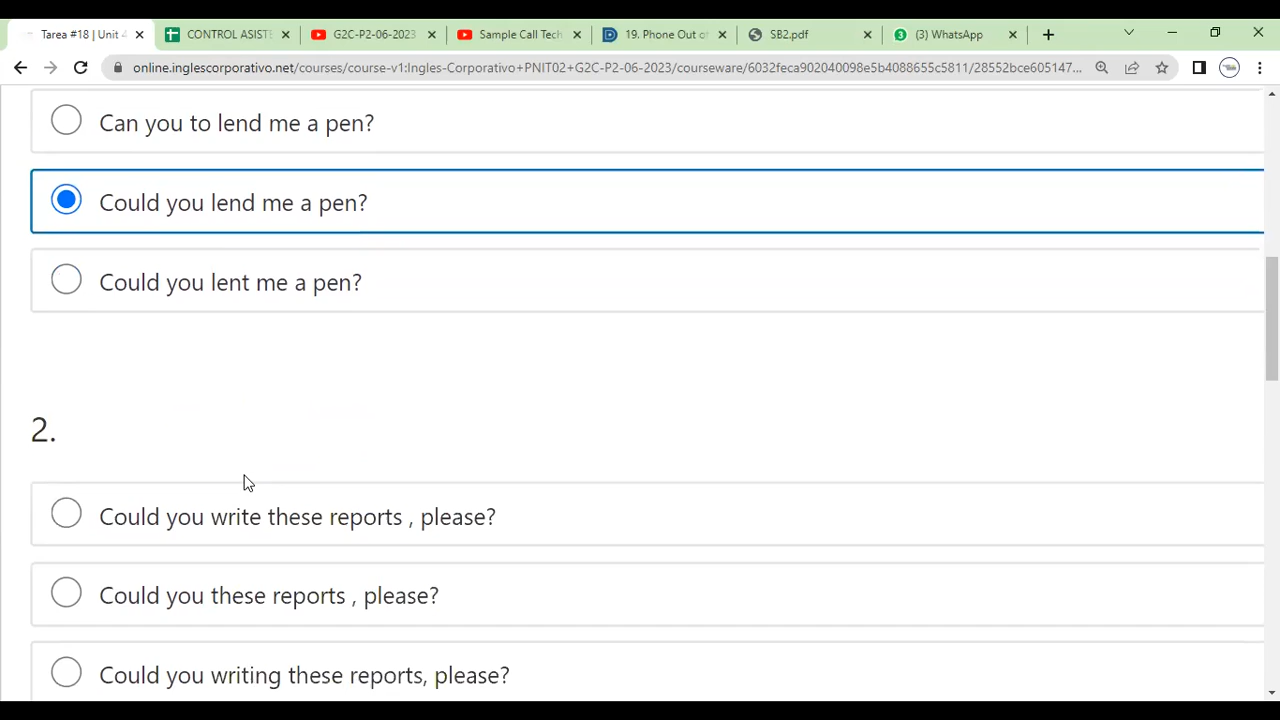 Tarea #18 | Unit 4
CONTROL ASISTE
G2C-P2-06-2023
Sample Call Tech
19. Phone Out of
SB2.pdf
(3) WhatsApp
online.inglescorporativo.net/courses/course-v1:Ingles-Corporativo+PNIT02+G2C-P2-06-2023/courseware/6032feca902040098e5b4088655c5811/28552bce605147...
Can you to lend me a pen?
Could you lend me a pen?
Could you lent me a pen?
2.
Could you write these reports , please?
Could you these reports , please?
Could you writing these reports, please?